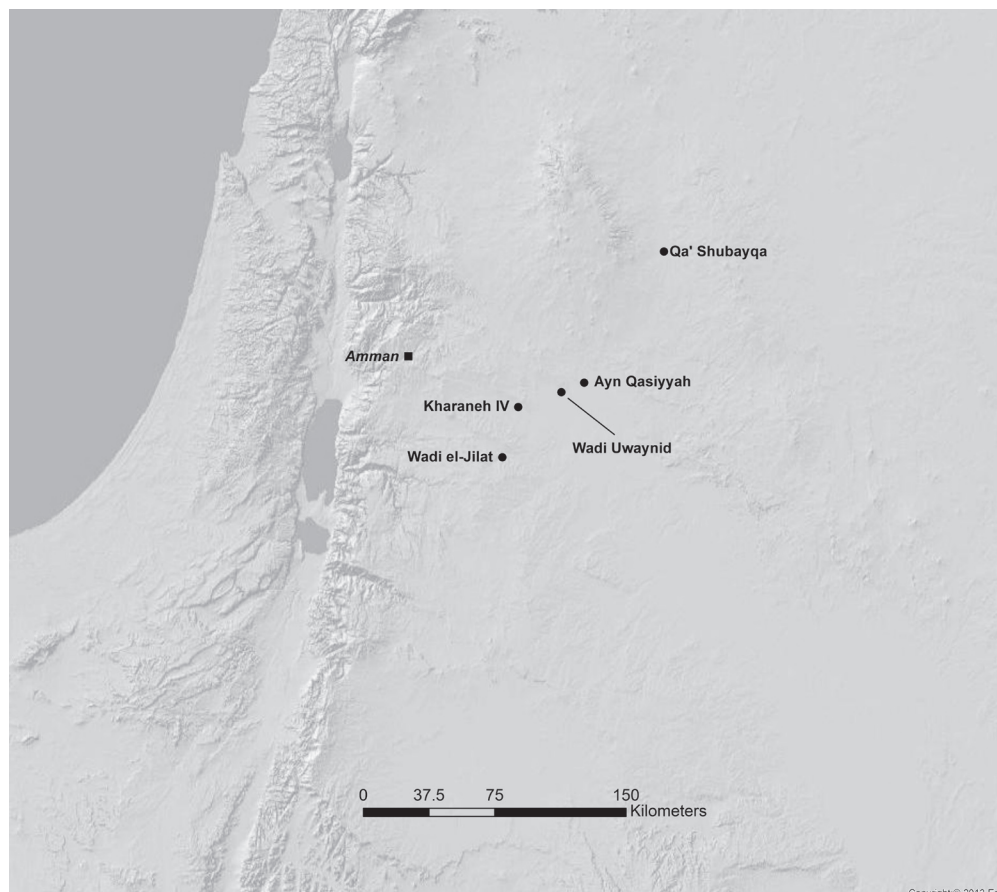 Qa' Shubayqa
Amman
Ayn Qasiyyah
Kharaneh IV
Wadi Uwaynid
Wadi el-Jilat
0 37.5 75 150
Kilometers